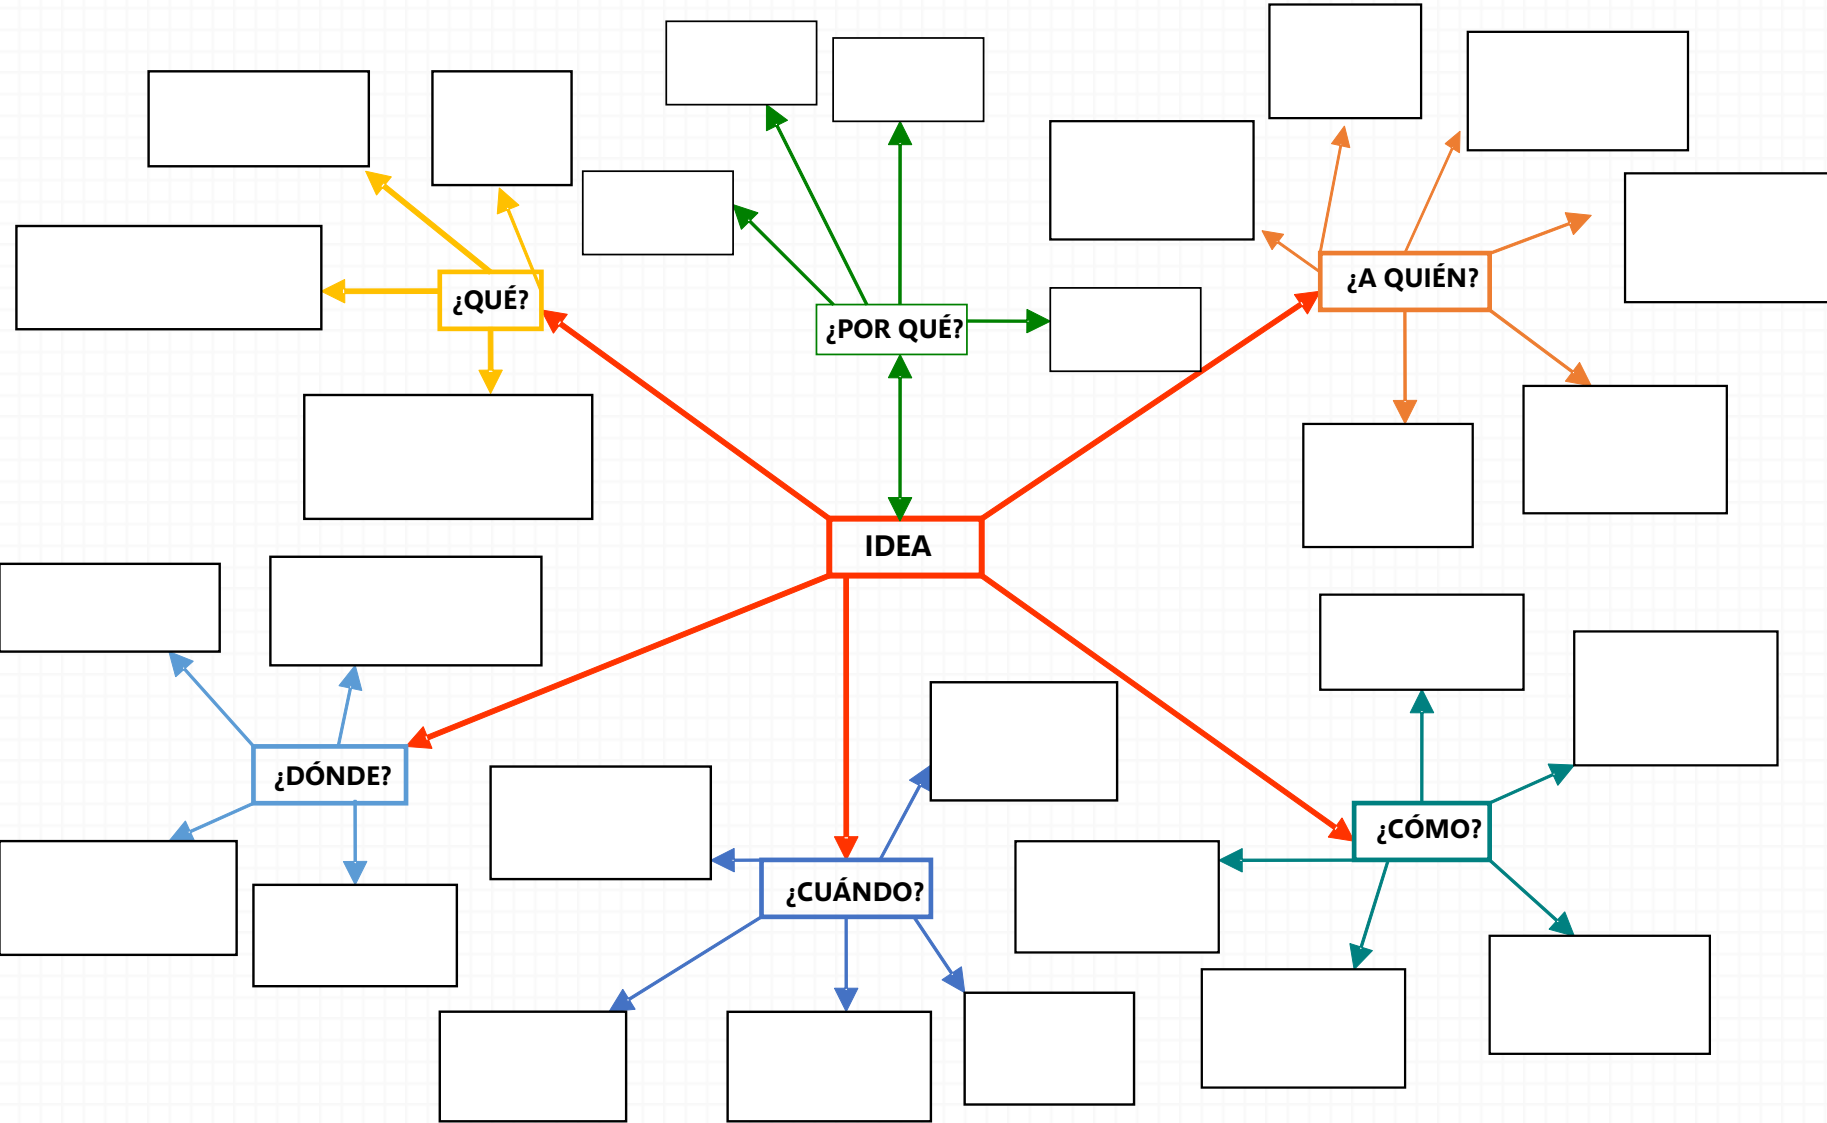 ¿A QUIÉN?
¿QUÉ?
¿POR QUÉ?
IDEA
¿DÓNDE?
¿CÓMO?
¿CUÁNDO?